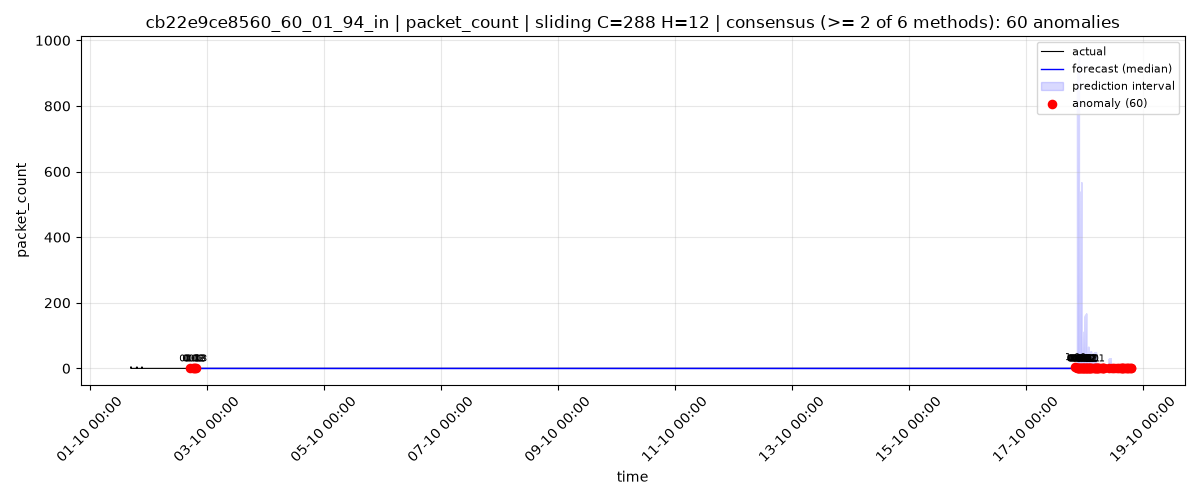 cb22e9ce8560_60_01_94_in | packet_count | sliding C=288 H=12 | consensus (>= 2 of 6 methods): 60 anomalies
1000
800
600
400
200
0
packet_count
actual
forecast (median)
prediction interval
anomaly (60)
01-10 00:00
03-10 00:00
05-10 00:00
07-10 00:00
09-10 00:00
11-10 00:00
13-10 00:00
15-10 00:00
17-10 00:00
19-10 00:00
time